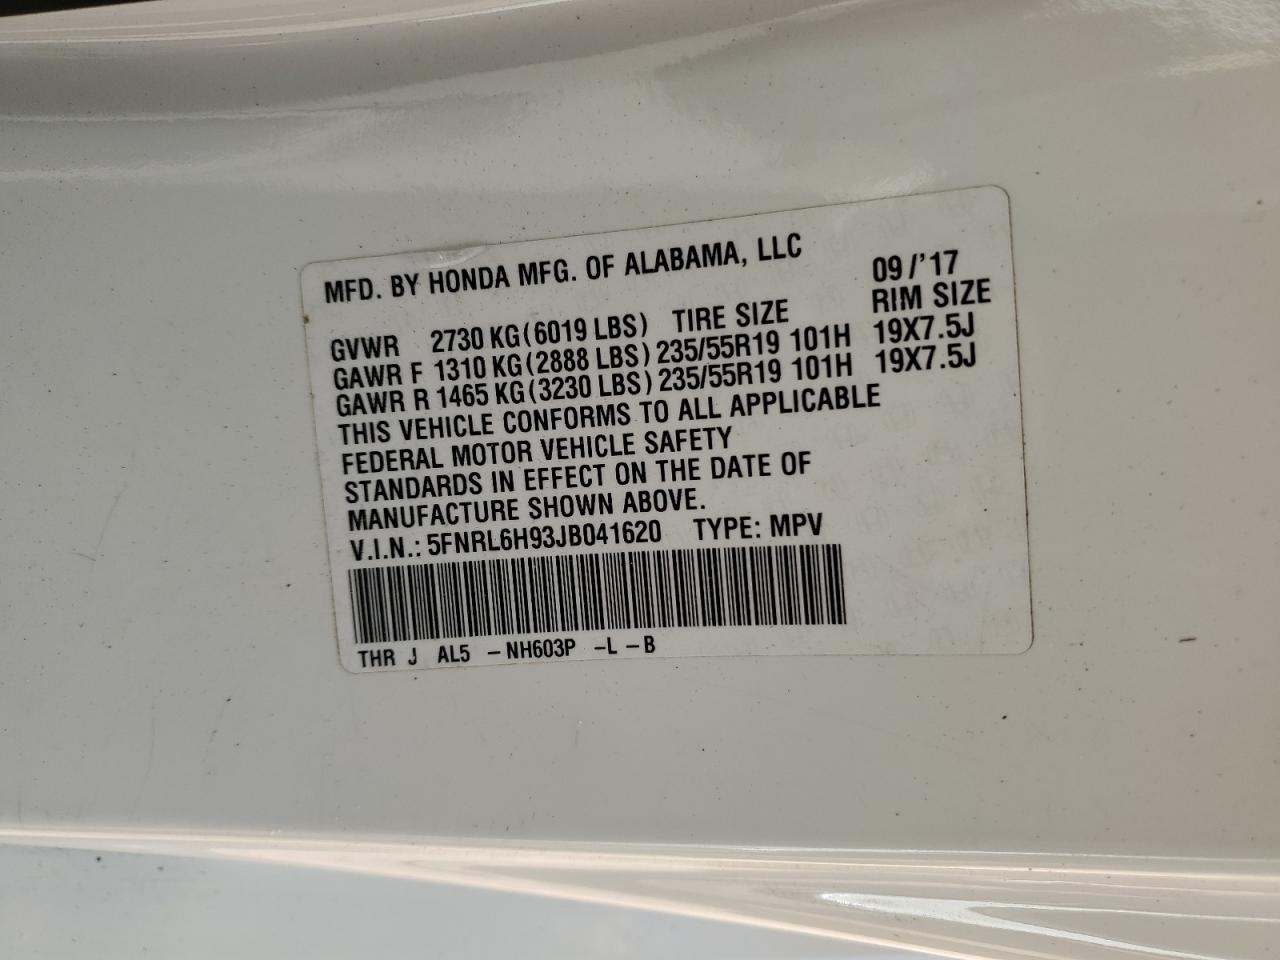 MFD. BY HONDA MFG. OF ALABAMA, LLC 09/'17
GVWR 2730 KG(6019 LBS) TIRE SIZE RIM SIZE
GAWR F 1310 KG(2888 LBS) 235/55R19 101H 19X7.5J
GAWR R 1465 KG(3230 LBS) 235/55R19 101H 19X7.5J
THIS VEHICLE CONFORMS TO ALL APPLICABLE
FEDERAL MOTOR VEHICLE SAFETY
STANDARDS IN EFFECT ON THE DATE OF
MANUFACTURE SHOWN ABOVE.
V.I.N.: 5FNRL6H93JB041620 TYPE: MPV
THR J AL5 -NH603P -L -B